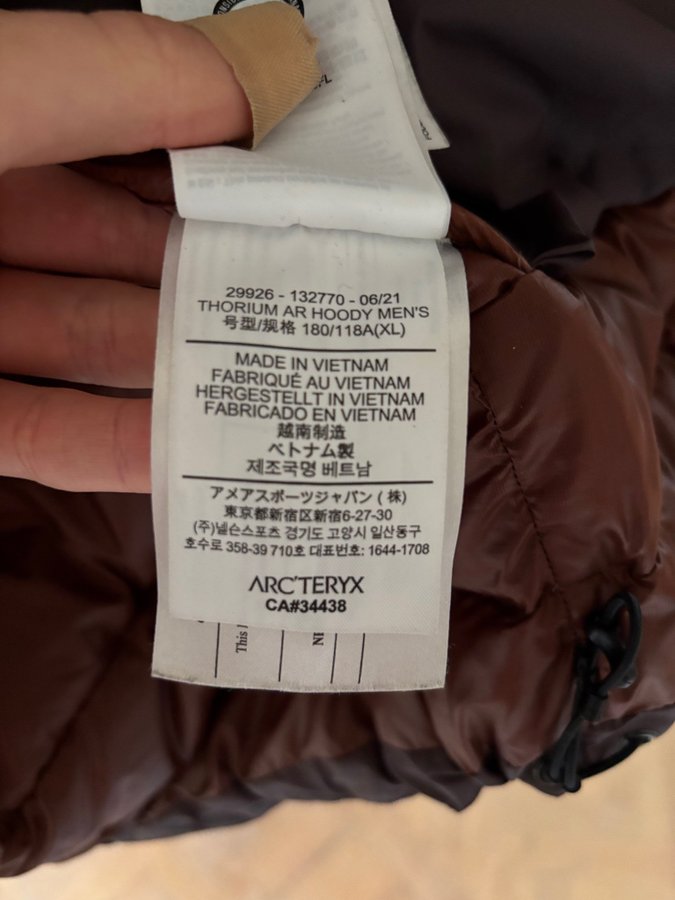 29926 - 132770 - 06/21
THORIUM AR HOODY MEN'S
号型/规格 180/118A(XL)
MADE IN VIETNAM
FABRIQUÉ AU VIETNAM
HERGESTELLT IN VIETNAM
FABRICADO EN VIETNAM
越南制造
ベトナム製
제조국명 베트남
アメアスポーツジャパン (株)
東京都新宿区新宿6-27-30
(주)넬슨스포츠 경기도 고양시 일산동구
호수로 358-39 710호 대표번호: 1644-1708
ARC'TERYX
CA#34438
This